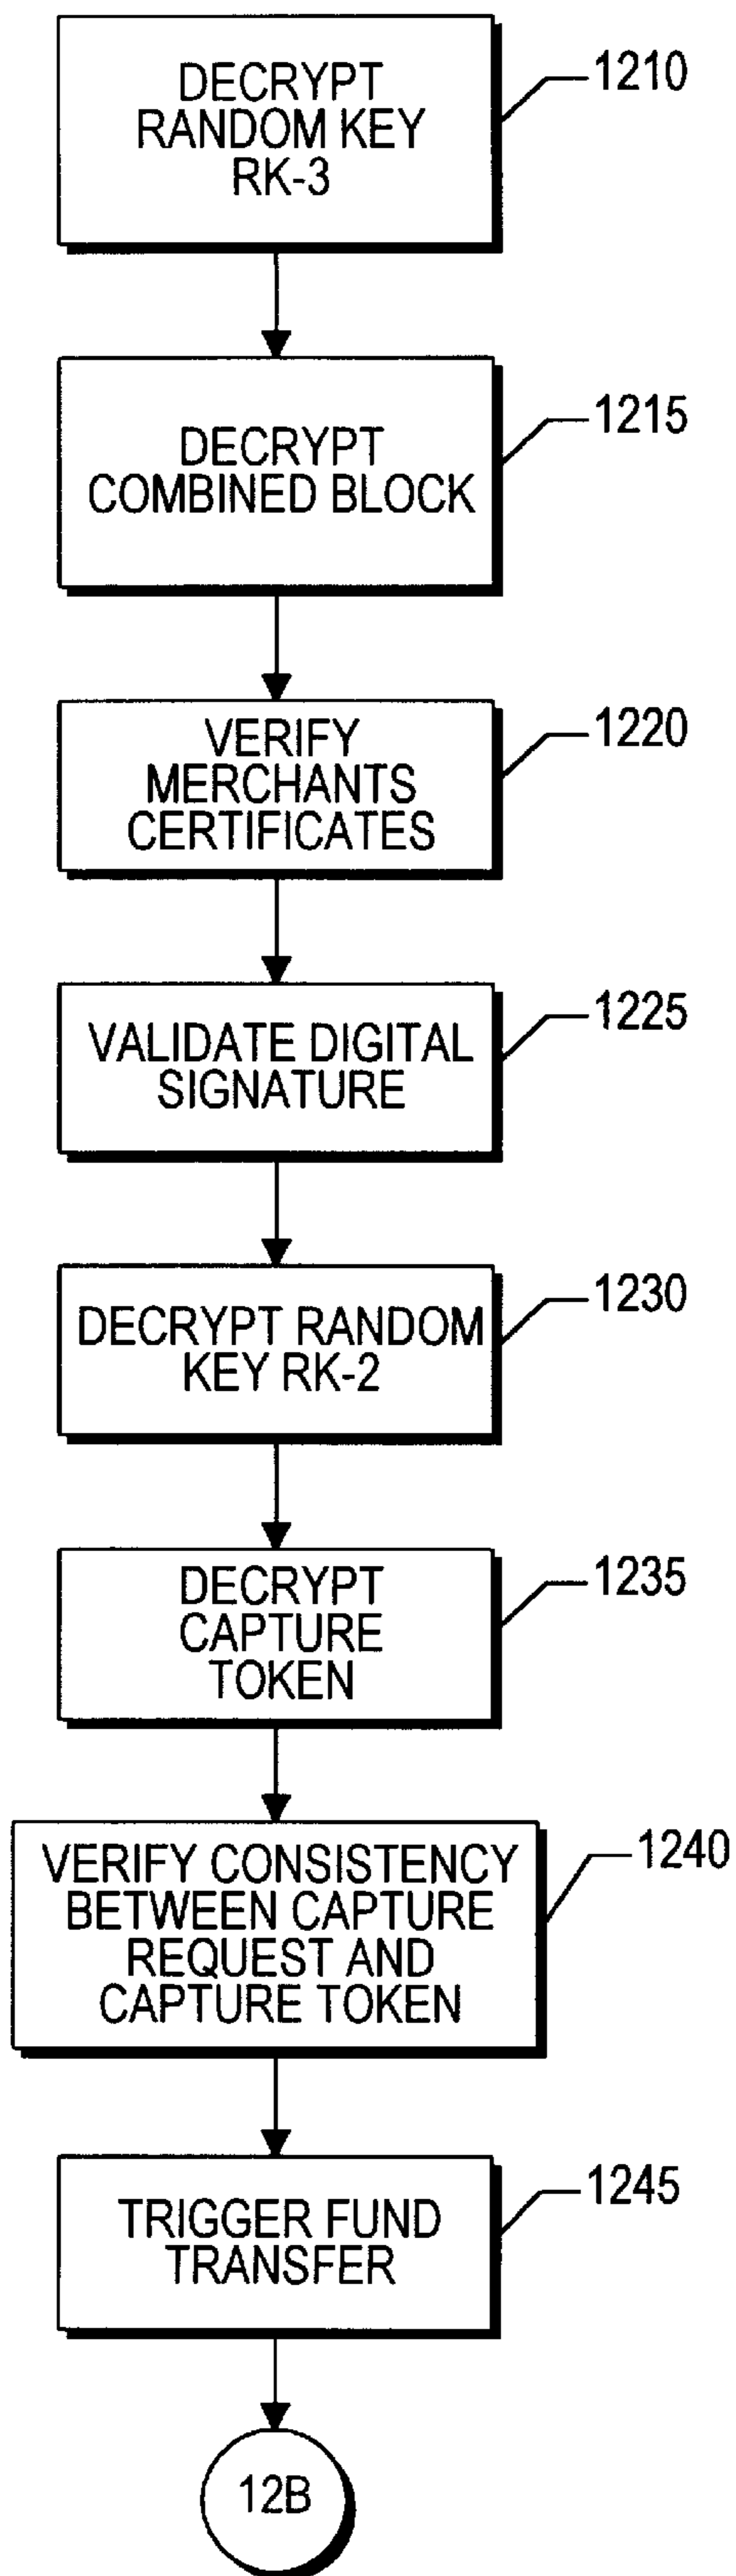 DECRYPT
RANDOM KEY
RK-3
1210
DECRYPT
COMBINED BLOCK
1215
VERIFY
MERCHANTS
CERTIFICATES
1220
VALIDATE DIGITAL
SIGNATURE
1225
DECRYPT RANDOM
KEY RK-2
1230
DECRYPT
CAPTURE
TOKEN
1235
VERIFY CONSISTENCY
BETWEEN CAPTURE
REQUEST AND
CAPTURE TOKEN
1240
TRIGGER FUND
TRANSFER
1245
12B